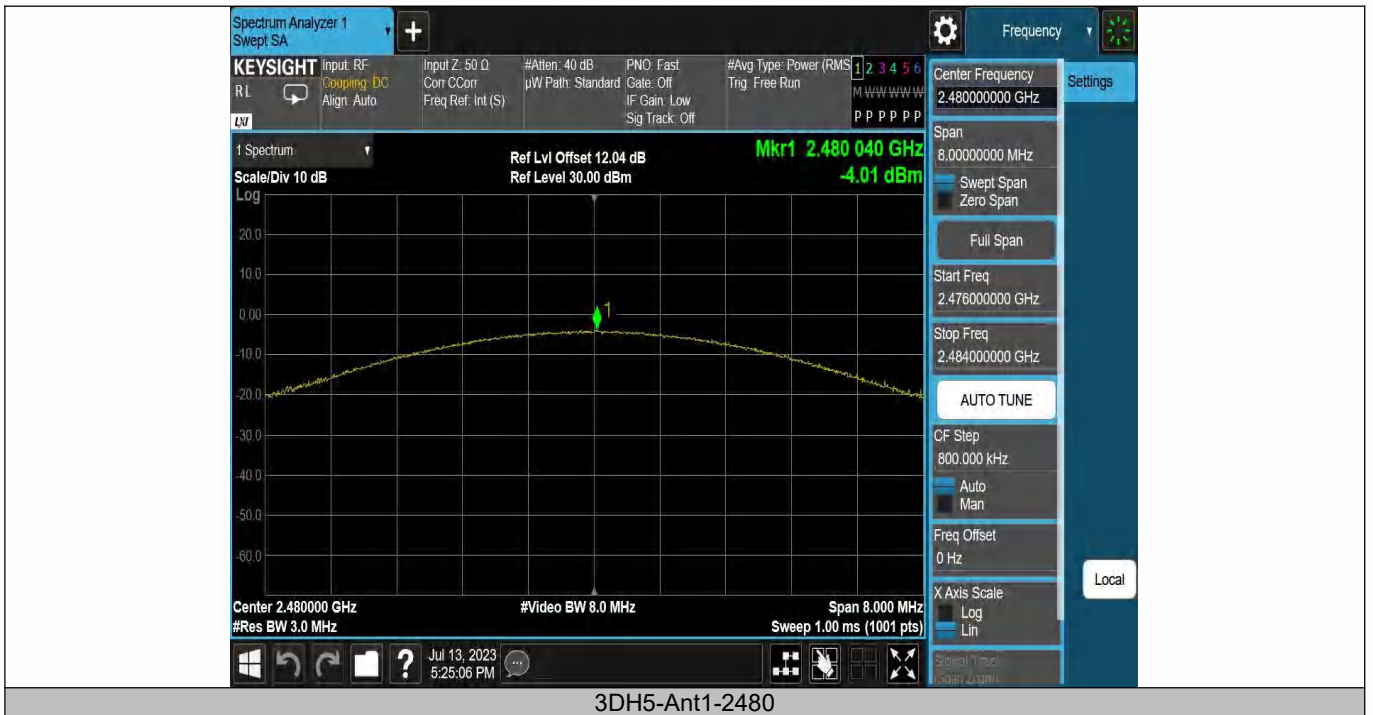 Spectrum Analyzer 1
Swept SA
+
Frequency
KEYSIGHT
RL
LXI
Input: RF
Coupling: DC
Align: Auto
Input Z: 50 Ω
Corr CCorr
Freq Ref: Int (S)
#Atten: 40 dB
µW Path: Standard
PNO: Fast
Gate: Off
IF Gain: Low
Sig Track: Off
#Avg Type: Power (RMS
Trig: Free Run
1 2 3 4 5 6
M W W W W W
P P P P P P
1 Spectrum
Scale/Div 10 dB
Log
Ref Lvl Offset 12.04 dB
Ref Level 30.00 dBm
Mkr1 2.480 040 GHz
-4.01 dBm
20.0
10.0
0.00
-10.0
-20.0
-30.0
-40.0
-50.0
-60.0
1
Center 2.480000 GHz
#Res BW 3.0 MHz
#Video BW 8.0 MHz
Span 8.000 MHz
Sweep 1.00 ms (1001 pts)
Center Frequency
2.480000000 GHz
Settings
Span
8.00000000 MHz
Swept Span
Zero Span
Full Span
Start Freq
2.476000000 GHz
Stop Freq
2.484000000 GHz
AUTO TUNE
CF Step
800.000 kHz
Auto
Man
Freq Offset
0 Hz
Local
X Axis Scale
Log
Lin
Signal Track
(Span Zoom)
?
Jul 13, 2023
5:25:06 PM
3DH5-Ant1-2480